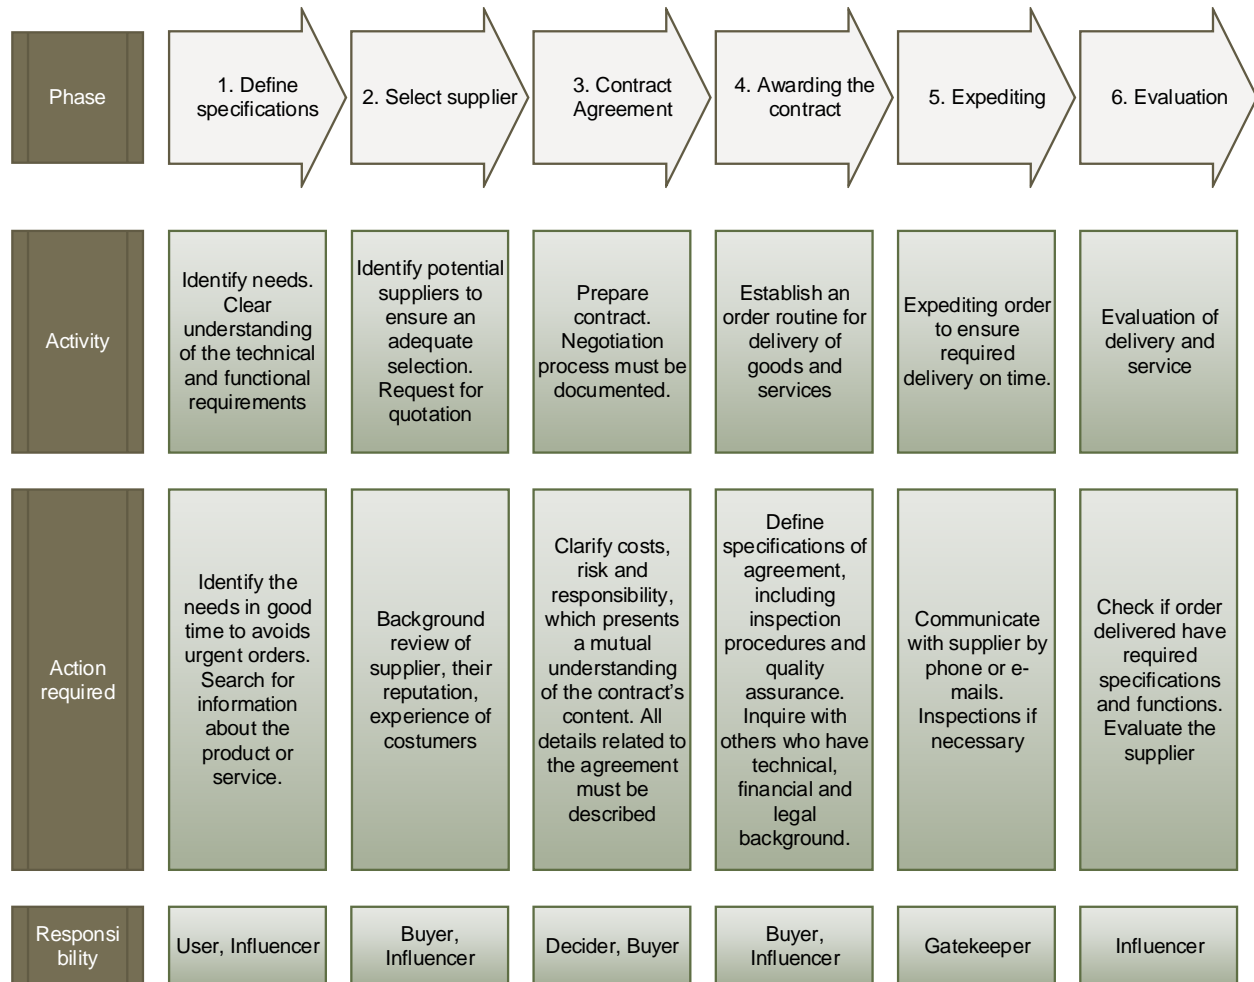 Phase
1. Define
specifications
2. Select supplier
3. Contract
Agreement
4. Awarding the
contract
5. Expediting
6. Evaluation
Activity
Identify needs.
Clear
understanding
of the technical
and functional
requirements
Identify potential
suppliers to
ensure an
adequate
selection.
Request for
quotation
Prepare
contract.
Negotiation
process must be
documented.
Establish an
order routine for
delivery of
goods and
services
Expediting order
to ensure
required
delivery on time.
Evaluation of
delivery and
service
Action
required
Identify the
needs in good
time to avoids
urgent orders.
Search for
information
about the
product or
service.
Background
review of
supplier, their
reputation,
experience of
costumers
Clarify costs,
risk and
responsibility,
which presents
a mutual
understanding
of the contract's
content. All
details related to
the agreement
must be
described
Define
specifications of
agreement,
including
inspection
procedures and
quality
assurance.
Inquire with
others who have
technical,
financial and
legal
background.
Communicate
with supplier by
phone or e-
mails.
Inspections if
necessary
Check if order
delivered have
required
specifications
and functions.
Evaluate the
supplier
Responsi
bility
User, Influencer
Buyer,
Influencer
Decider, Buyer
Buyer,
Influencer
Gatekeeper
Influencer